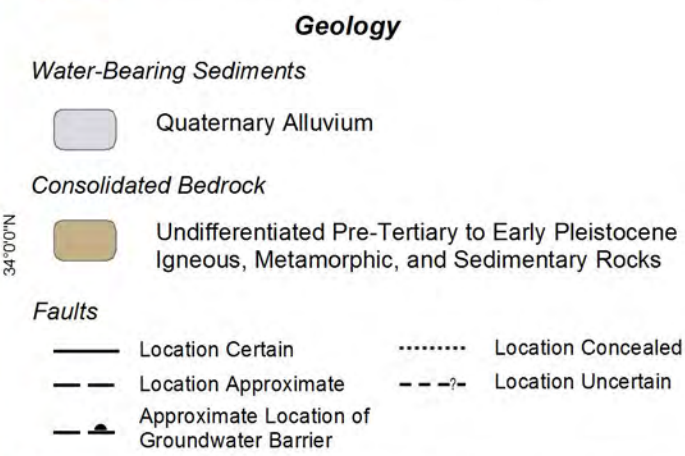 Geology
Water-Bearing Sediments
Quaternary Alluvium
Consolidated Bedrock
34°0'0"N
Undifferentiated Pre-Tertiary to Early Pleistocene
Igneous, Metamorphic, and Sedimentary Rocks
Faults
Location Certain
Location Concealed
Location Approximate
?
Location Uncertain
Approximate Location of
Groundwater Barrier